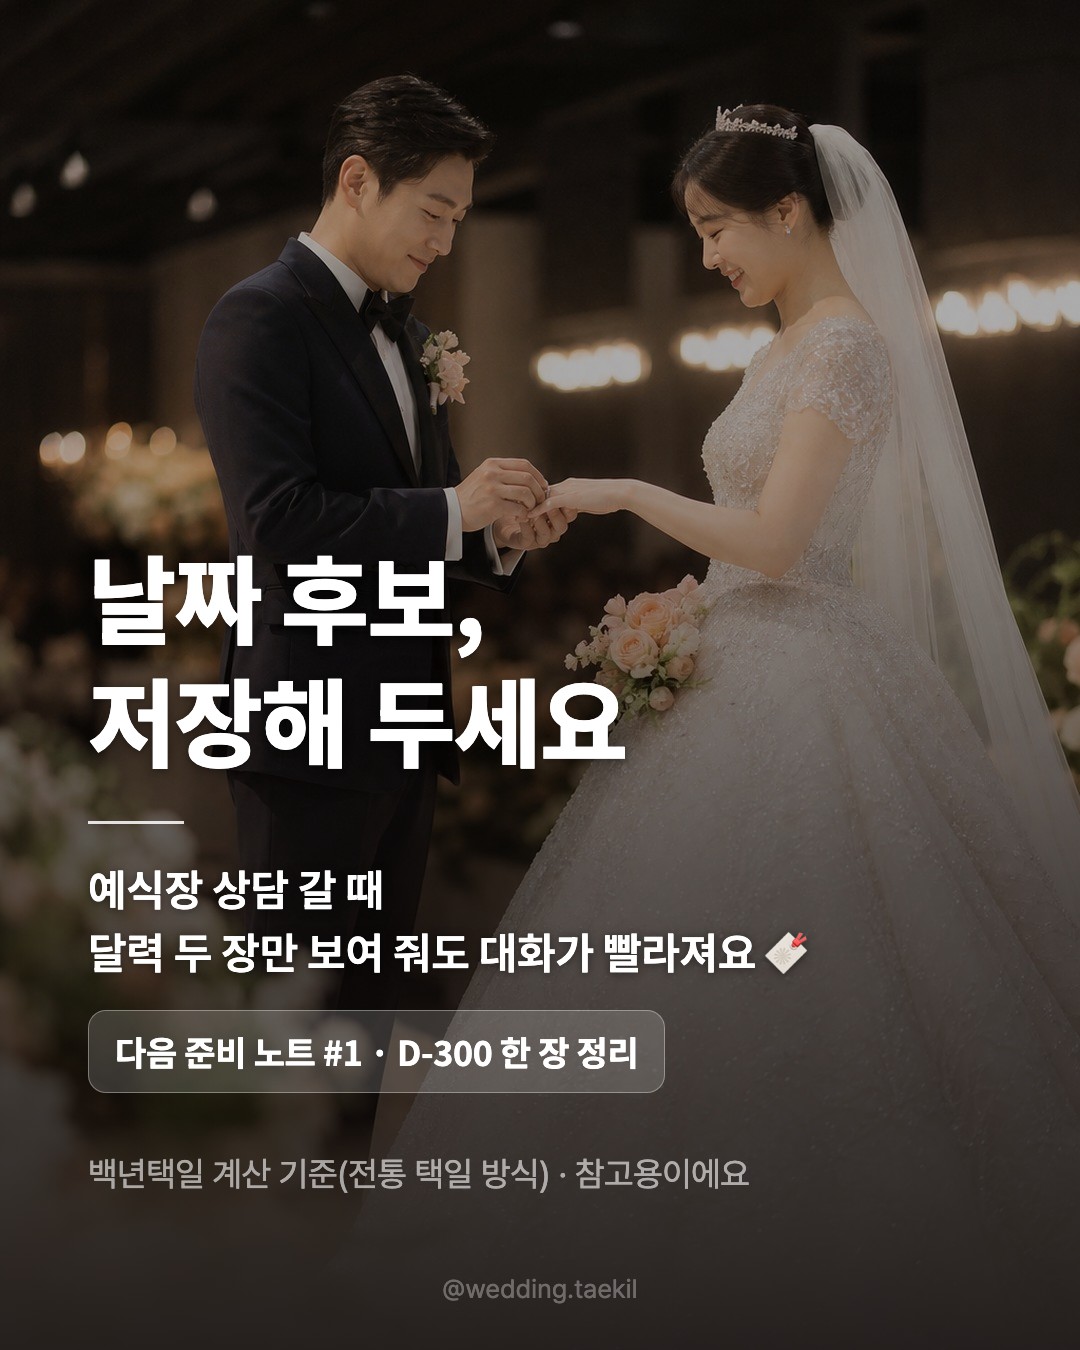 날짜 후보,
저장해 두세요
예식장 상담 갈 때
달력 두 장만 보여 줘도 대화가 빨라져요
다음 준비 노트 #1 · D-300 한 장 정리
백년택일 계산 기준(전통 택일 방식) · 참고용이에요
@wedding.taekil